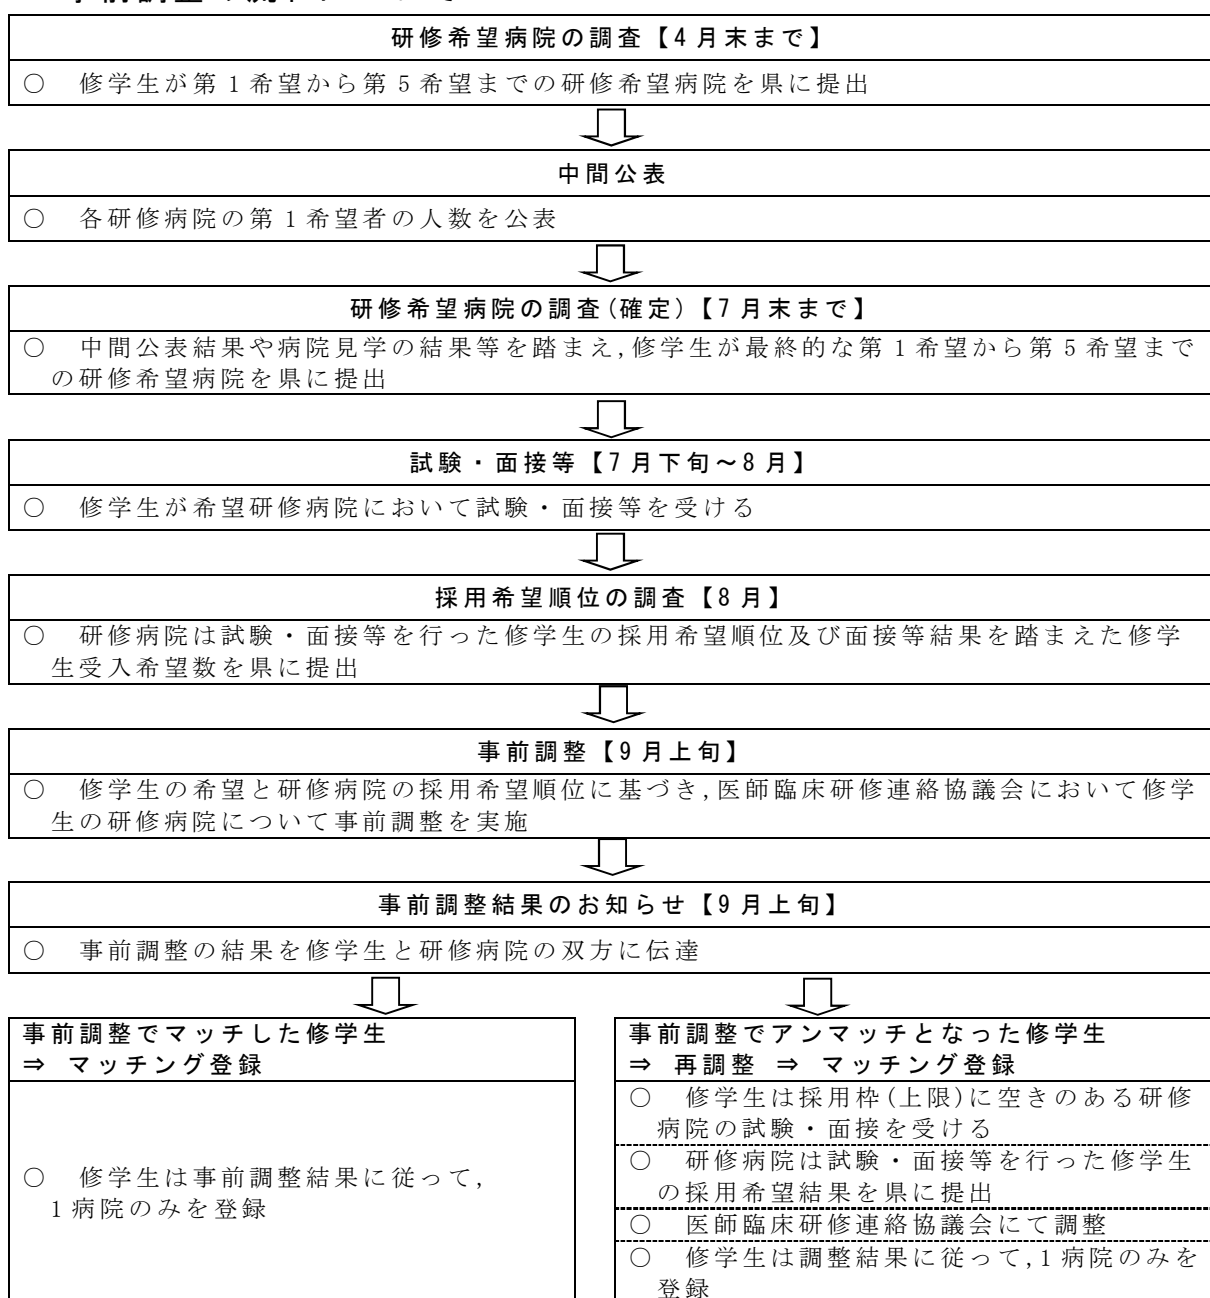 研修希望病院の調査【4月末まで】
○　修学生が第1希望から第5希望までの研修希望病院を県に提出
中間公表
○　各研修病院の第1希望者の人数を公表
研修希望病院の調査(確定)【7月末まで】
○　中間公表結果や病院見学の結果等を踏まえ,修学生が最終的な第1希望から第5希望まで
の研修希望病院を県に提出
試験・面接等【7月下旬～8月】
○　修学生が希望研修病院において試験・面接等を受ける
採用希望順位の調査【8月】
○　研修病院は試験・面接等を行った修学生の採用希望順位及び面接等結果を踏まえた修学
生受入希望数を県に提出
事前調整【9月上旬】
○　修学生の希望と研修病院の採用希望順位に基づき,医師臨床研修連絡協議会において修学
生の研修病院について事前調整を実施
事前調整結果のお知らせ【9月上旬】
○　事前調整の結果を修学生と研修病院の双方に伝達
事前調整でマッチした修学生
⇒　マッチング登録
○　修学生は事前調整結果に従って,
1病院のみを登録
事前調整でアンマッチとなった修学生
⇒　再調整　⇒　マッチング登録
○　修学生は採用枠(上限)に空きのある研修
病院の試験・面接を受ける
○　研修病院は試験・面接等を行った修学生
の採用希望結果を県に提出
○　医師臨床研修連絡協議会にて調整
○　修学生は調整結果に従って,1病院のみを
登録